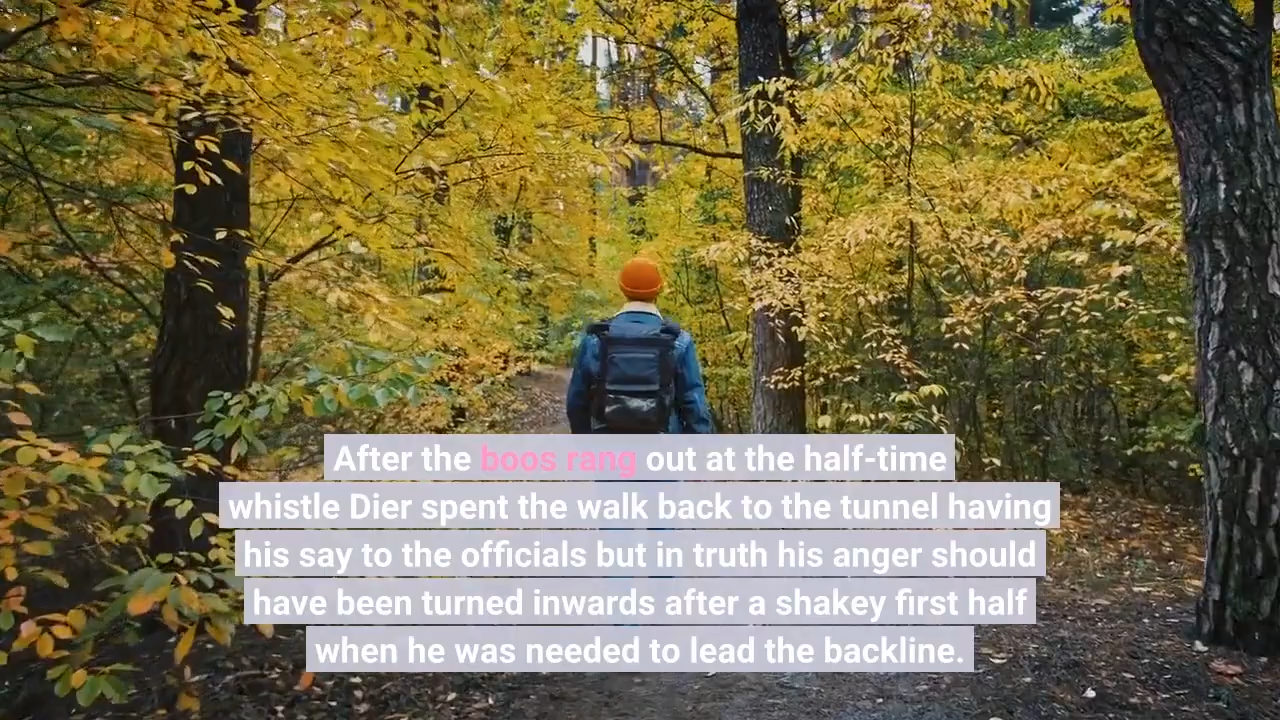 After the boos rang out at the half-time
whistle Dier spent the walk back to the tunnel having
his say to the officials but in truth his anger should
have been turned inwards after a shakey first half
when he was needed to lead the backline.